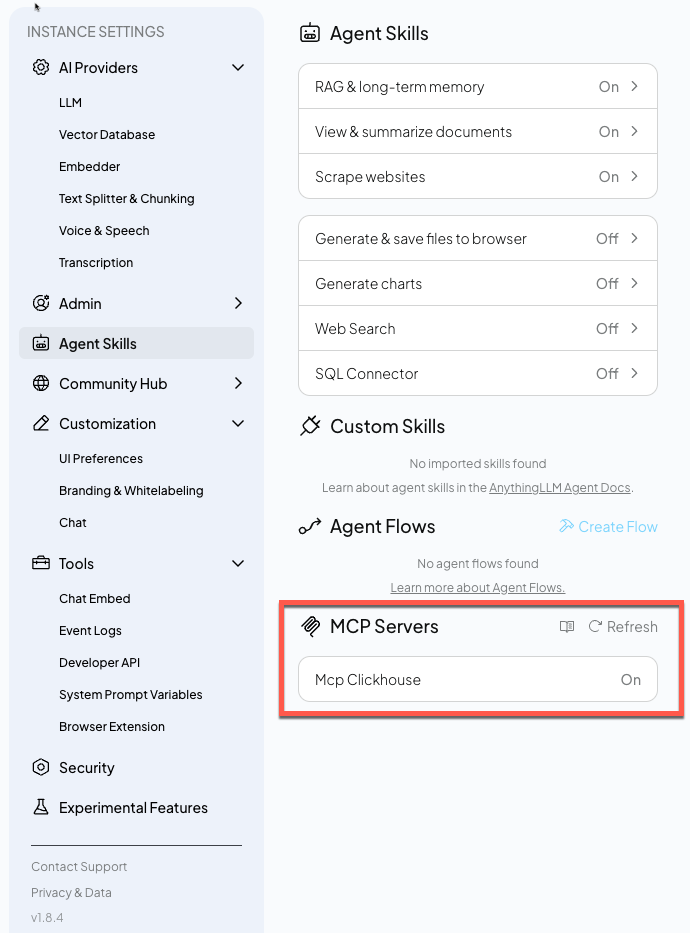 INSTANCE SETTINGS
AI Providers
LLM
Vector Database
Embedder
Text Splitter & Chunking
Voice & Speech
Transcription
Admin
Agent Skills
Community Hub
Customization
UI Preferences
Branding & Whitelabeling
Chat
Tools
Chat Embed
Event Logs
Developer API
System Prompt Variables
Browser Extension
Security
Experimental Features
Contact Support
Privacy & Data
v1.8.4
Agent Skills
RAG & long-term memory On
View & summarize documents On
Scrape websites On
Generate & save files to browser Off
Generate charts Off
Web Search Off
SQL Connector Off
Custom Skills
No imported skills found
Learn about agent skills in the AnythingLLM Agent Docs.
Agent Flows Create Flow
No agent flows found
Learn more about Agent Flows.
MCP Servers Refresh
Mcp Clickhouse On